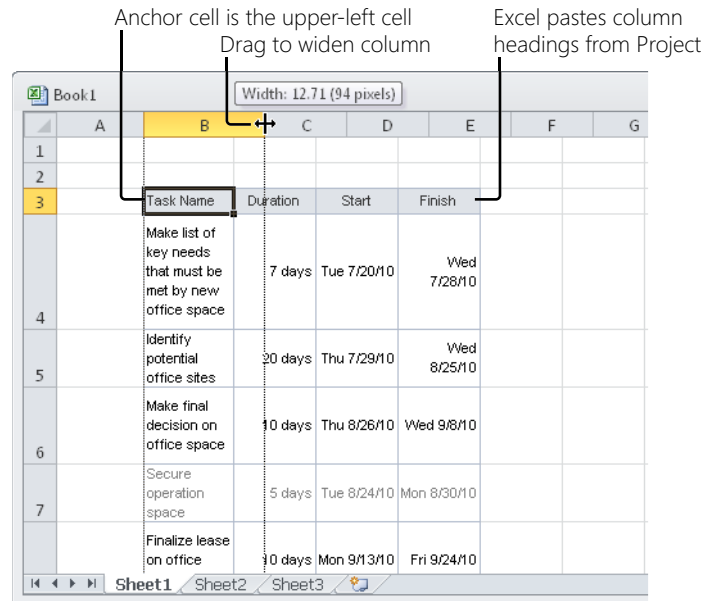 Anchor cell is the upper-left cell
Drag to widen column
Excel pastes column
headings from Project
Book1
Width: 12.71 (94 pixels)
A B C D E F G
1
2
3 Task Name Duration Start Finish
Make list of
key needs
that must be
met by new
office space
7 days Tue 7/20/10 Wed
7/28/10
4
Identify
potential
office sites
20 days Thu 7/29/10 Wed
8/25/10
5
Make final
decision on
office space
10 days Thu 8/26/10 Wed 9/8/10
6
Secure
operation
space
5 days Tue 8/24/10 Mon 8/30/10
7
Finalize lease
on office
10 days Mon 9/13/10 Fri 9/24/10
Sheet1 Sheet2 Sheet3